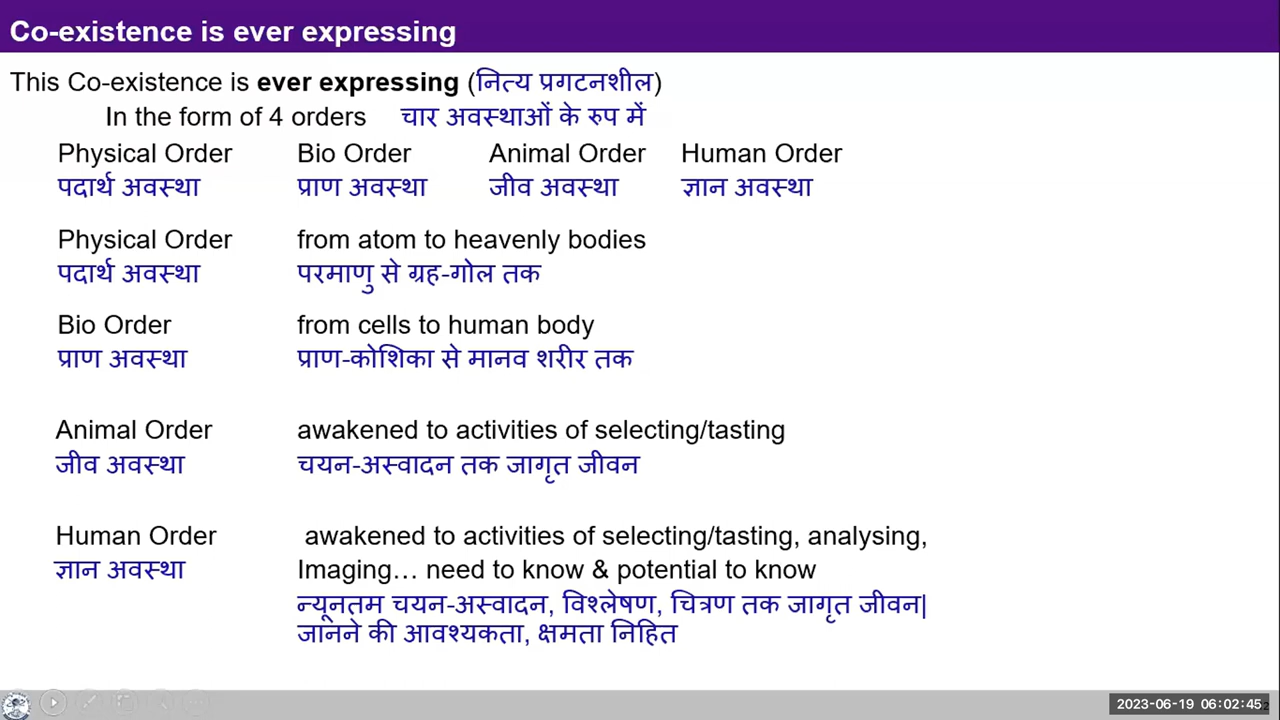 Co-existence is ever expressing
This Co-existence is ever expressing (नित्य प्रगटनशील)
In the form of 4 orders चार अवस्थाओं के रुप में
Physical Order Bio Order Animal Order Human Order
पदार्थ अवस्था प्राण अवस्था जीव अवस्था ज्ञान अवस्था
Physical Order from atom to heavenly bodies
पदार्थ अवस्था परमाणु से ग्रह-गोल तक
Bio Order from cells to human body
प्राण अवस्था प्राण-कोशिका से मानव शरीर तक
Animal Order awakened to activities of selecting/tasting
जीव अवस्था चयन-अस्वादन तक जागृत जीवन
Human Order awakened to activities of selecting/tasting, analysing,
ज्ञान अवस्था Imaging… need to know & potential to know
न्यूनतम चयन-अस्वादन, विश्लेषण, चित्रण तक जागृत जीवन|
जानने की आवश्यकता, क्षमता निहित
2023-06-19 06:02:45